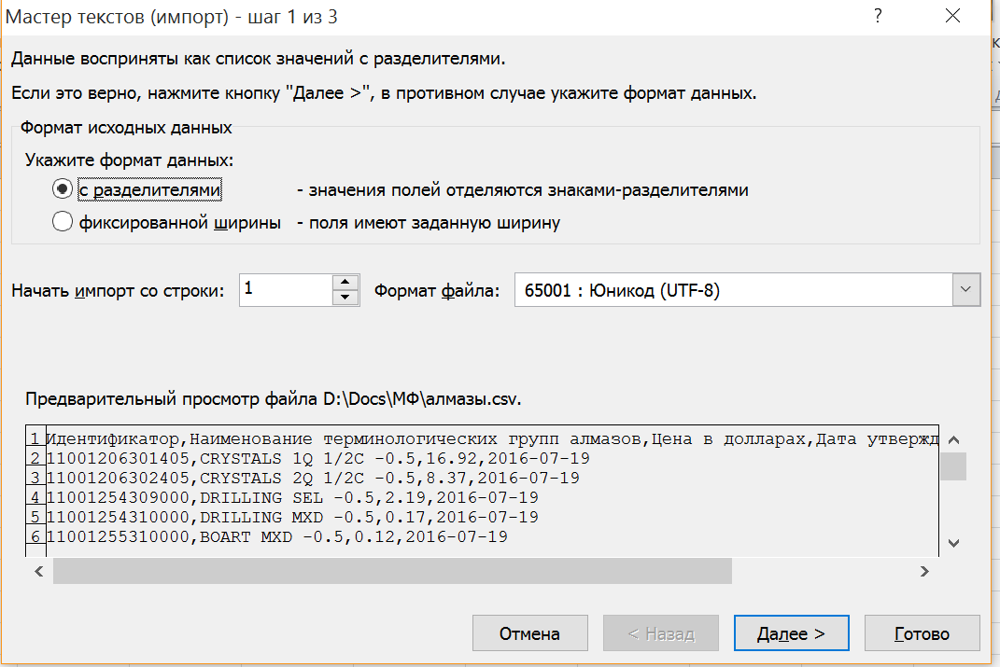 Мастер текстов (импорт) - шаг 1 из 3 ?
Данные восприняты как список значений с разделителями.
Если это верно, нажмите кнопку "Далее >", в противном случае укажите формат данных.
Формат исходных данных
Укажите формат данных:
с разделителями - значения полей отделяются знаками-разделителями
фиксированной ширины - поля имеют заданную ширину
Начать импорт со строки: 1 Формат файла: 65001 : Юникод (UTF-8)
Предварительный просмотр файла D:\Docs\МФ\алмазы.csv.
1 Идентификатор,Наименование терминологических групп алмазов,Цена в долларах,Дата утвержд
2 11001206301405,CRYSTALS 1Q 1/2C -0.5,16.92,2016-07-19
3 11001206302405,CRYSTALS 2Q 1/2C -0.5,8.37,2016-07-19
4 11001254309000,DRILLING SEL -0.5,2.19,2016-07-19
5 11001254310000,DRILLING MXD -0.5,0.17,2016-07-19
6 11001255310000,BOART MXD -0.5,0.12,2016-07-19
Отмена < Назад Далее > Готово